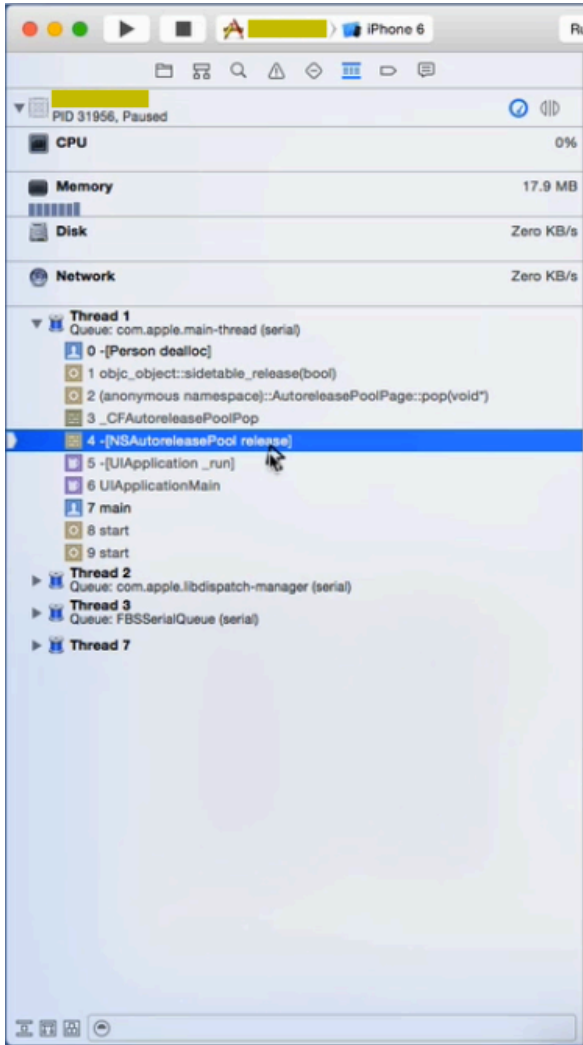 iPhone 6
Ru
PID 31956, Paused
CPU 0%
Memory 17.9 MB
Disk Zero KB/s
Network Zero KB/s
Thread 1
Queue: com.apple.main-thread (serial)
0 -[Person dealloc]
1 objc_object::sidetable_release(bool)
2 (anonymous namespace)::AutoreleasePoolPage::pop(void*)
3 _CFAutoreleasePoolPop
4 -[NSAutoreleasePool release]
5 -[UIApplication _run]
6 UIApplicationMain
7 main
8 start
9 start
Thread 2
Queue: com.apple.libdispatch-manager (serial)
Thread 3
Queue: FBSSerialQueue (serial)
Thread 7